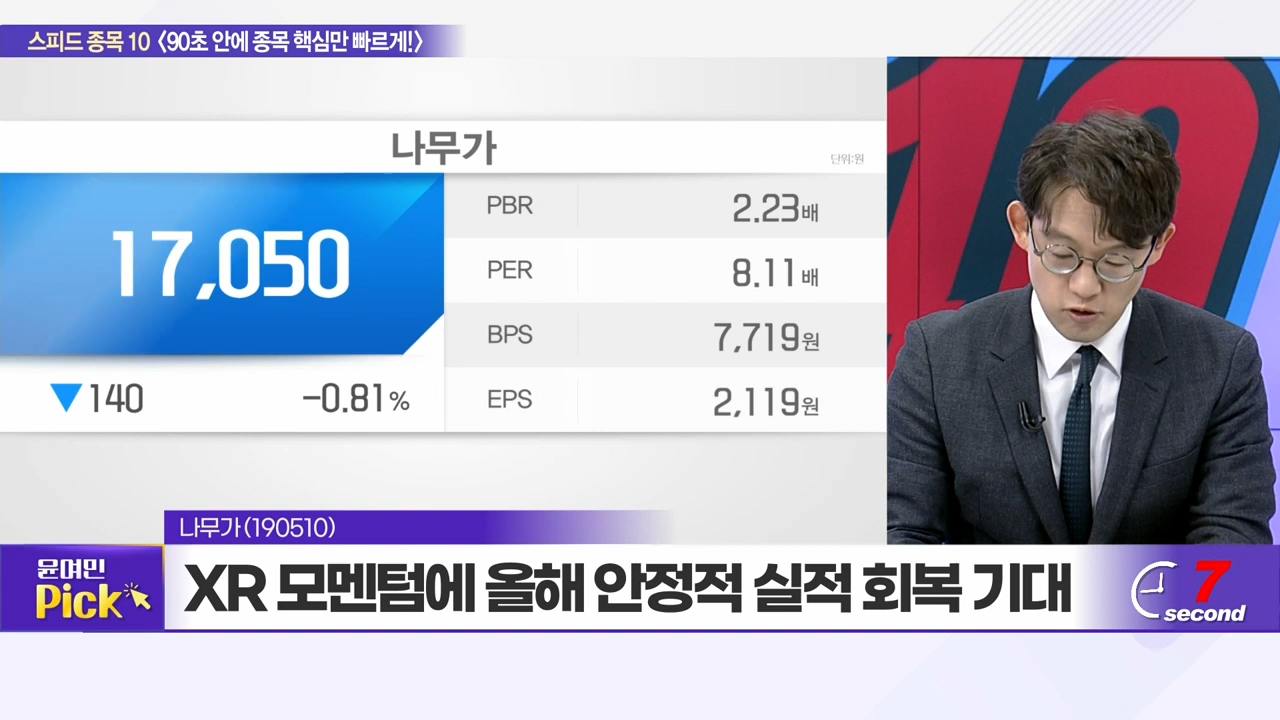 스피드 종목 10 〈90초 안에 종목 핵심만 빠르게!〉
나무가
단위:원
17,050
▼140 -0.81%
PBR 2.23배
PER 8.11배
BPS 7,719원
EPS 2,119원
나무가(190510)
윤여민
Pick
XR 모멘텀에 올해 안정적 실적 회복 기대
7
second